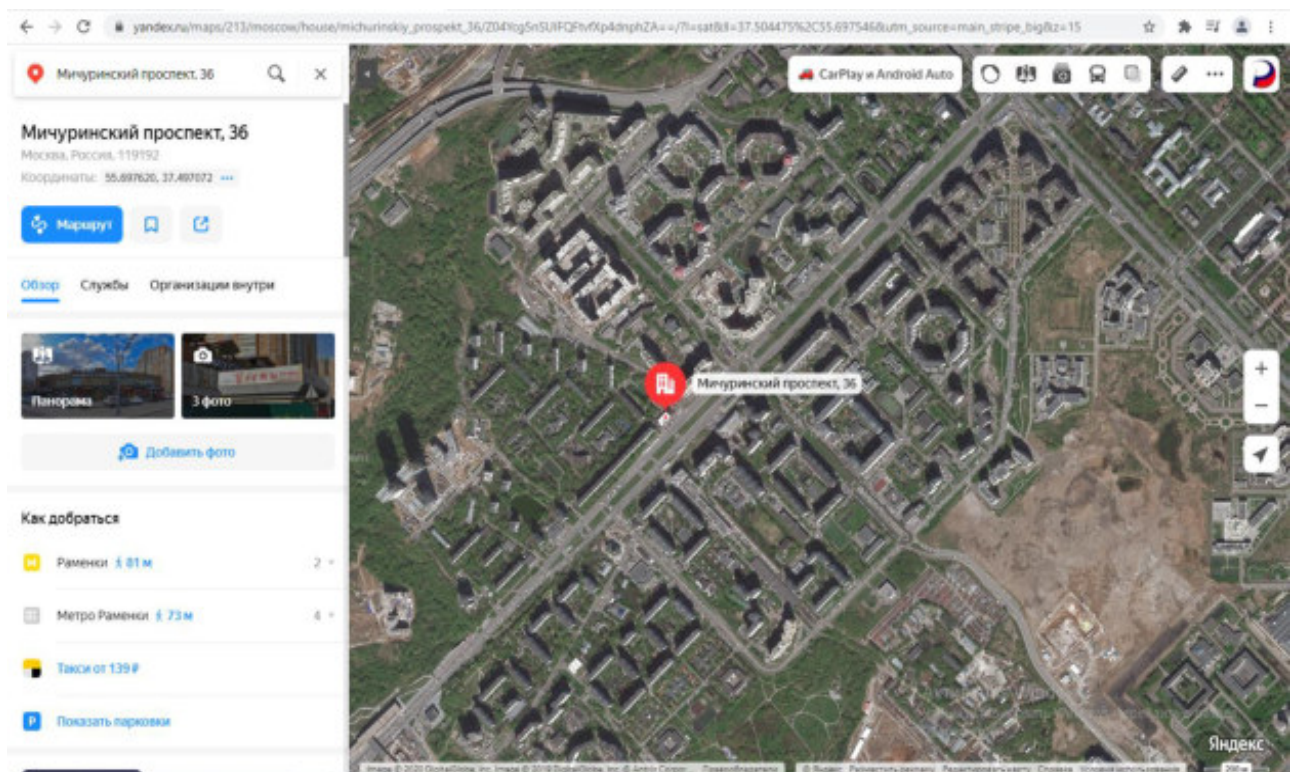 Мичуринский проспект, 36
CarPlay и Android Auto
Мичуринский проспект, 36
Москва, Россия, 119192
Координаты: 55.697620, 37.497072
Маршрут
Обзор Службы Организации внутри
Панорама
3 фото
Добавить фото
Мичуринский проспект, 36
Как добраться
Раменки 81 м 2
Метро Раменки 73 м 4
Такси от 139 ₽
P Показать парковки
Яндекс